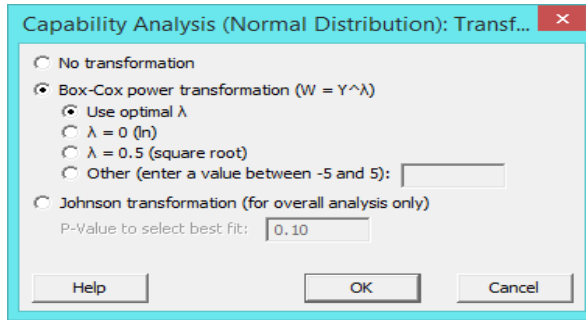 Capability Analysis (Normal Distribution): Transf...
No transformation
Box-Cox power transformation (W = Y^λ)
Use optimal λ
λ = 0 (ln)
λ = 0.5 (square root)
Other (enter a value between -5 and 5):
Johnson transformation (for overall analysis only)
P-Value to select best fit: 0.10
Help OK Cancel